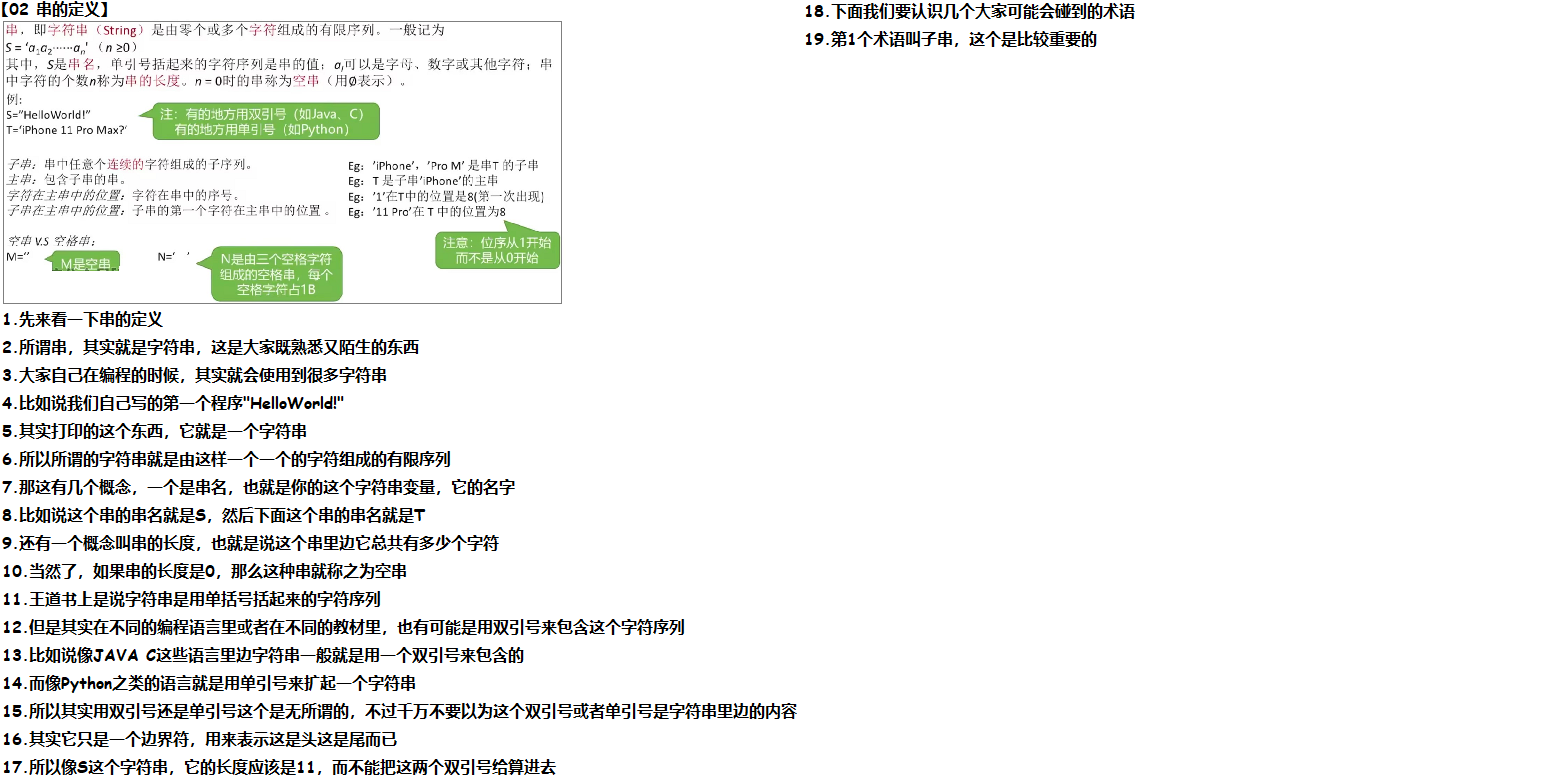 【02 串的定义】
串，即字符串（String）是由零个或多个字符组成的有限序列。一般记为
S = 'a1a2······an' （n ≥0）
其中，S是串名，单引号括起来的字符序列是串的值；ai可以是字母、数字或其他字符；串
中字符的个数n称为串的长度。n = 0时的串称为空串（用∅表示）。
例：
S="HelloWorld!"
T='iPhone 11 Pro Max?'
注：有的地方用双引号（如Java、C）
有的地方用单引号（如Python）
子串：串中任意个连续的字符组成的子序列。 Eg：'iPhone'，'Pro M' 是串T 的子串
主串：包含子串的串。 Eg：T 是子串'iPhone'的主串
字符在主串中的位置：字符在串中的序号。 Eg：'1'在T中的位置是8(第一次出现)
子串在主串中的位置：子串的第一个字符在主串中的位置 。 Eg：'11 Pro'在 T 中的位置为8
注意：位序从1开始
而不是从0开始
空串 V.S 空格串：
M='' M是空串 N='   '
N是由三个空格字符
组成的空格串，每个
空格字符占1B
1.先来看一下串的定义
2.所谓串，其实就是字符串，这是大家既熟悉又陌生的东西
3.大家自己在编程的时候，其实就会使用到很多字符串
4.比如说我们自己写的第一个程序"HelloWorld!"
5.其实打印的这个东西，它就是一个字符串
6.所以所谓的字符串就是由这样一个一个的字符组成的有限序列
7.那这有几个概念，一个是串名，也就是你的这个字符串变量，它的名字
8.比如说这个串的串名就是S，然后下面这个串的串名就是T
9.还有一个概念叫串的长度，也就是说这个串里边它总共有多少个字符
10.当然了，如果串的长度是0，那么这种串就称之为空串
11.王道书上是说字符串是用单括号括起来的字符序列
12.但是其实在不同的编程语言里或者在不同的教材里，也有可能是用双引号来包含这个字符序列
13.比如说像JAVA C这些语言里边字符串一般就是用一个双引号来包含的
14.而像Python之类的语言就是用单引号来扩起一个字符串
15.所以其实用双引号还是单引号这个是无所谓的，不过千万不要以为这个双引号或者单引号是字符串里边的内容
16.其实它只是一个边界符，用来表示这是头这是尾而已
17.所以像S这个字符串，它的长度应该是11，而不能把这两个双引号给算进去
18.下面我们要认识几个大家可能会碰到的术语
19.第1个术语叫子串，这个是比较重要的